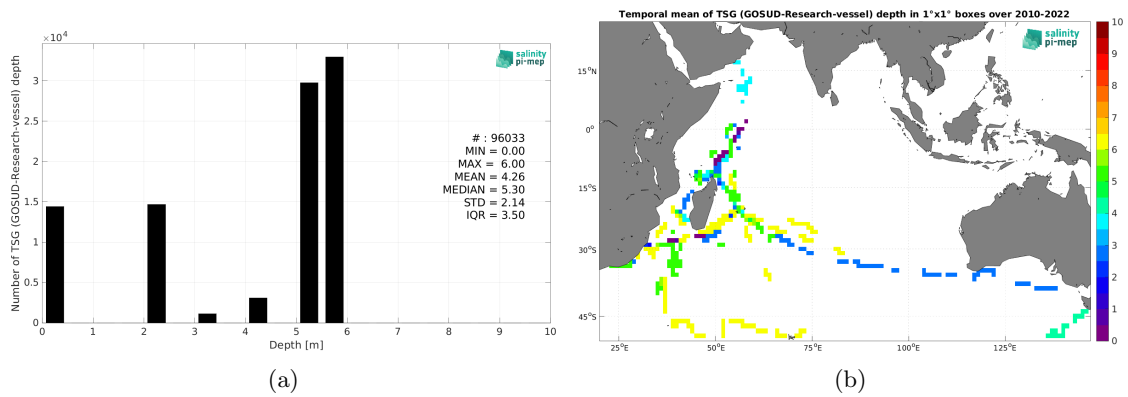 ×10⁴
3
2.5
2
1.5
1
0.5
0
Number of TSG (GOSUD-Research-vessel) depth
salinity
pi-mep
# : 96033
MIN = 0.00
MAX = 6.00
MEAN = 4.26
MEDIAN = 5.30
STD = 2.14
IQR = 3.50
0 1 2 3 4 5 6 7 8 9 10
Depth [m]
(a)
Temporal mean of TSG (GOSUD-Research-vessel) depth in 1°x1° boxes over 2010-2022
salinity
pi-mep
15°N
0°
15°S
30°S
45°S
25°E 50°E 75°E 100°E 125°E
10
9
8
7
6
5
4
3
2
1
0
(b)